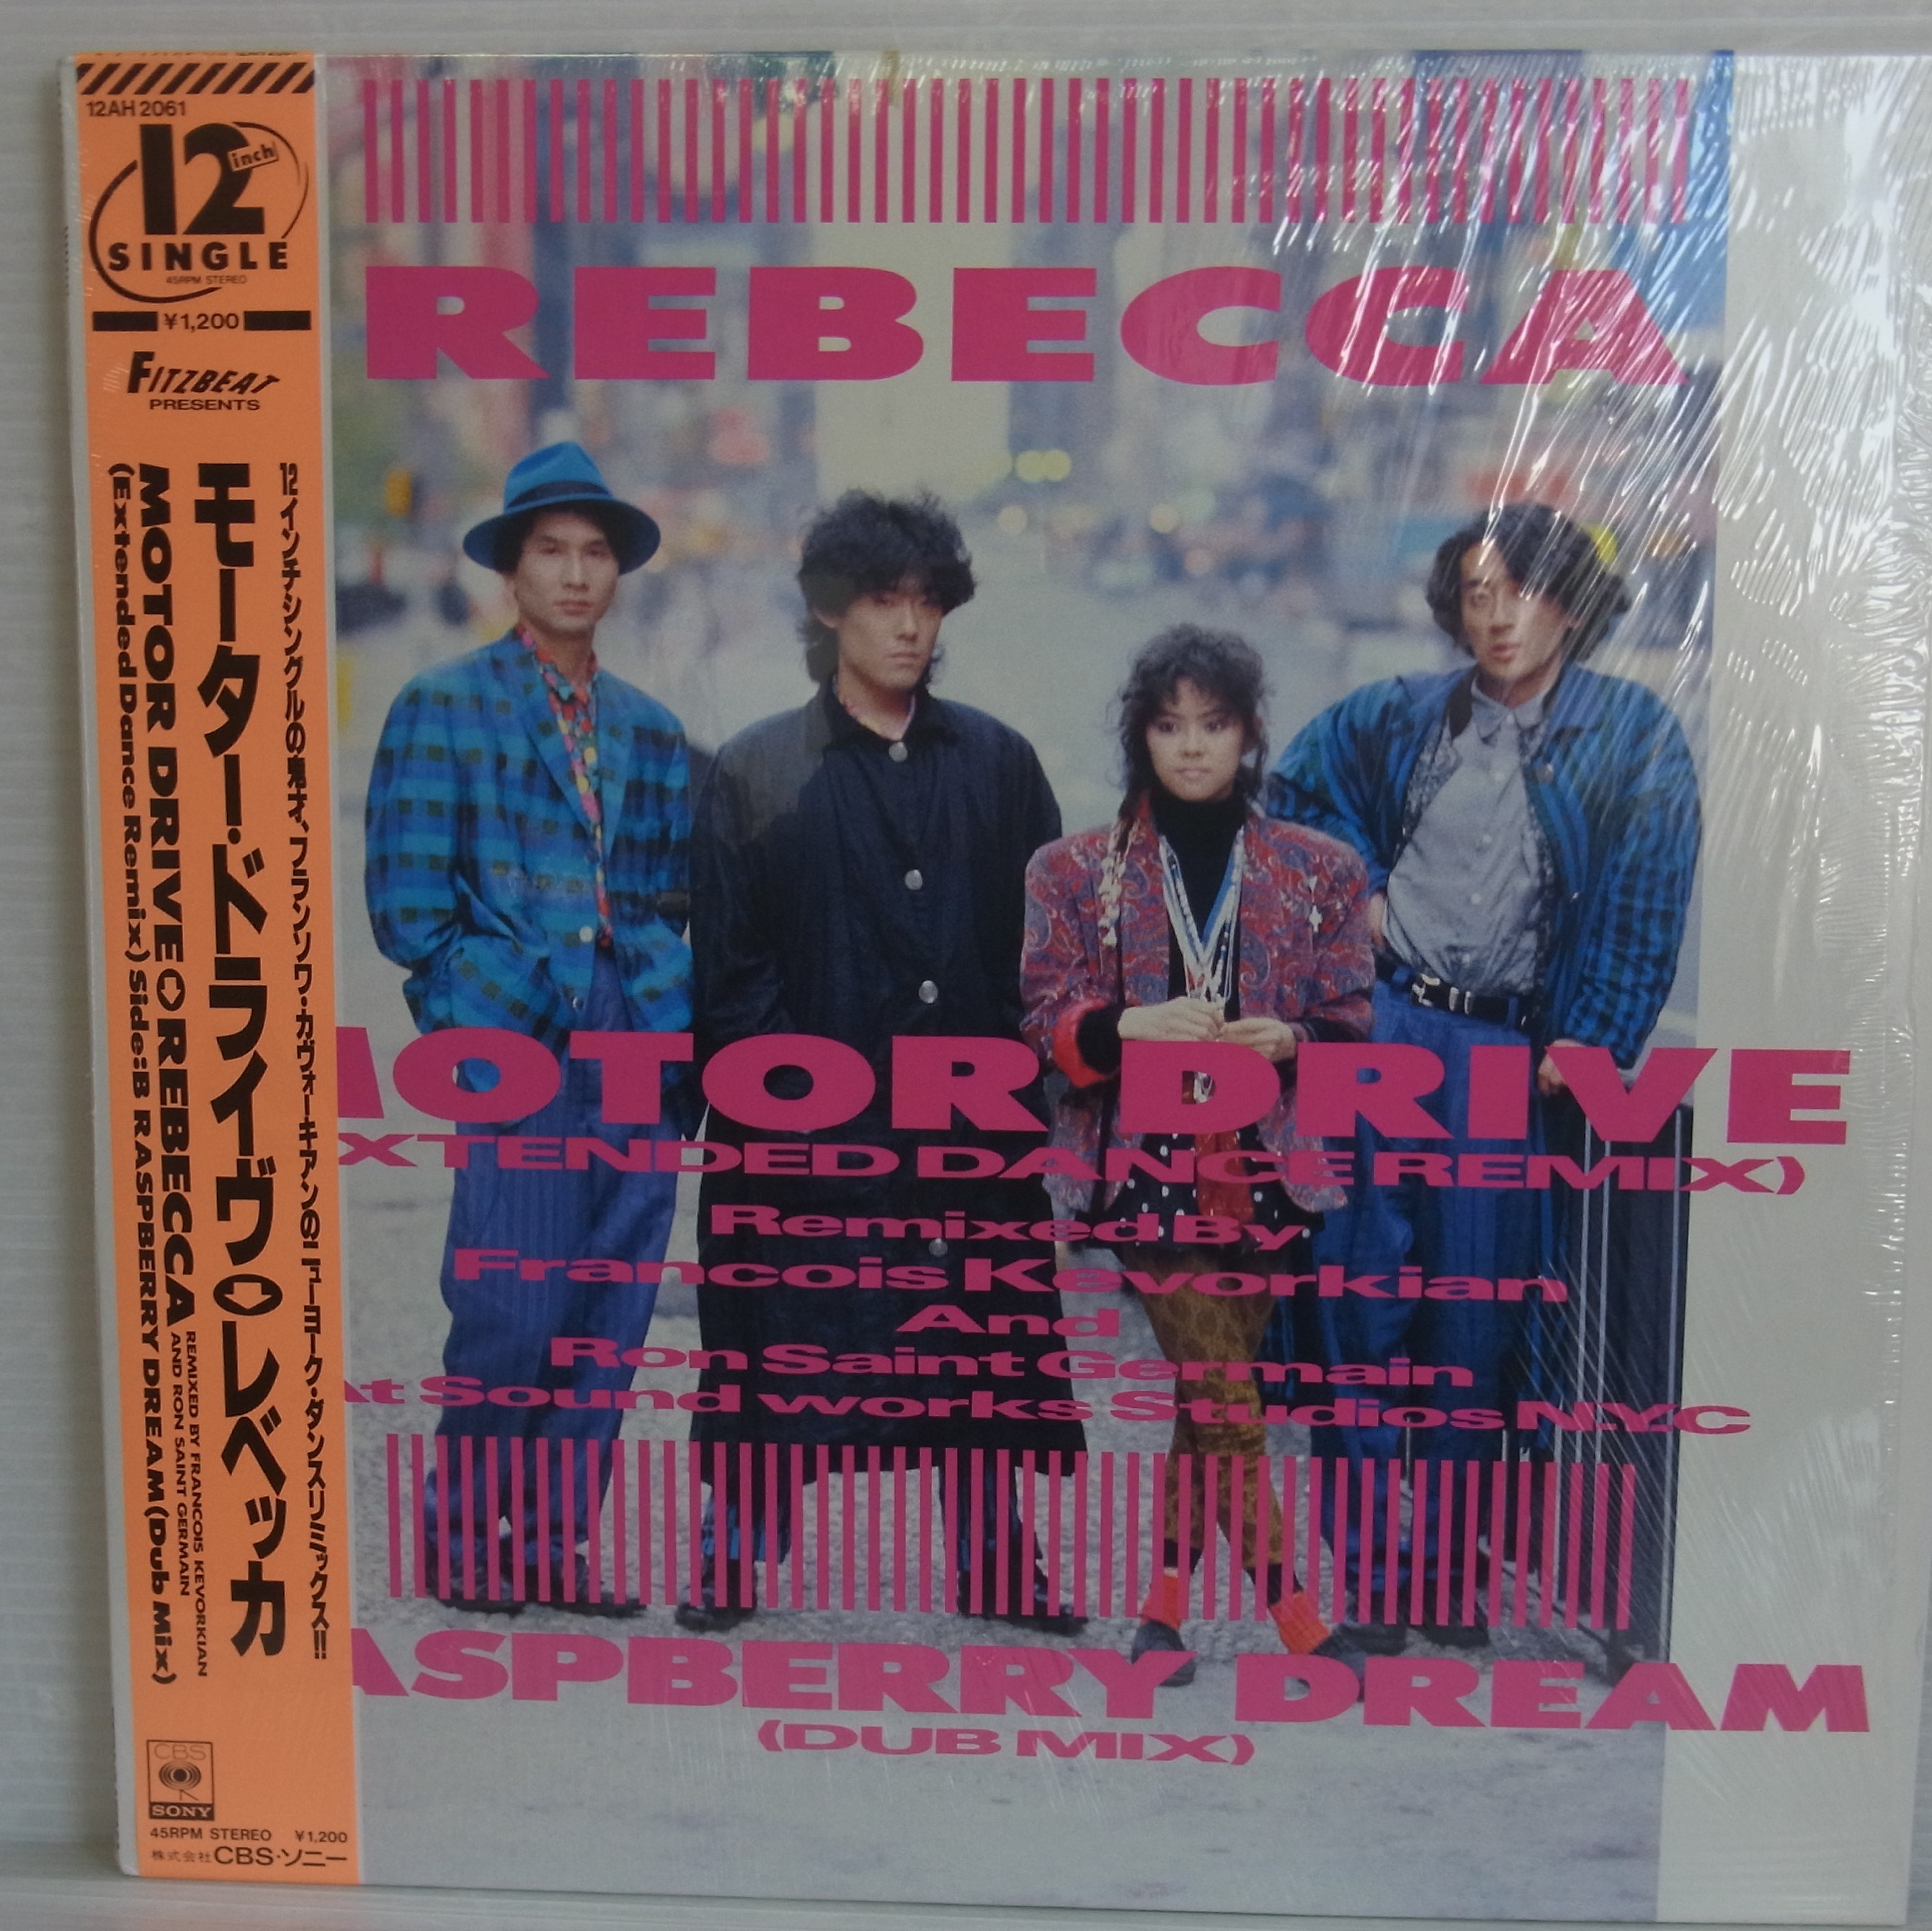 12AH 2061
12 inch
SINGLE
45RPM STEREO
¥1,200
FITZBEAT
PRESENTS
12インチシングルの鬼才、フランソワ・カヴォーキアンのニューヨーク・ダンスリミックス!!
モーター・ドライヴ レベッカ
MOTOR DRIVE REBECCA
REMIXED BY FRANCOIS KEVORKIAN
AND RON SAINT GERMAIN
(Extended Dance Remix) Side:B RASPBERRY DREAM (Dub Mix)
CBS
SONY
45RPM STEREO ¥1,200
株式会社CBS・ソニー
REBECCA
MOTOR DRIVE
XTENDED DANCE REMIX)
Remixed By
Francois Kevorkian
And
Ron Saint Germain
At Sound works Studios NYC
ASPBERRY DREAM
(DUB MIX)